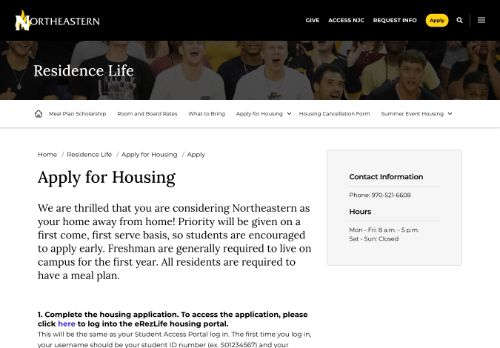 NORTHEASTERN
GIVE ACCESS NJC REQUEST INFO Apply
Residence Life
Meal Plan Scholarship Room and Board Rates What to Bring Apply for Housing Housing Cancellation Form Summer Event Housing
Home / Residence Life / Apply for Housing / Apply
Apply for Housing
We are thrilled that you are considering Northeastern as
your home away from home! Priority will be given on a
first come, first serve basis, so students are encouraged
to apply early. Freshman are generally required to live on
campus for the first year. All residents are required to
have a meal plan.
1. Complete the housing application. To access the application, please
click here to log into the eRezLife housing portal.
This will be the same as your Student Access Portal log in. The first time you log in,
your username should be your student ID number (ex. S01234567) and your
Contact Information
Phone: 970-521-6608
Hours
Mon - Fri: 8 a.m. - 5 p.m.
Sat - Sun: Closed